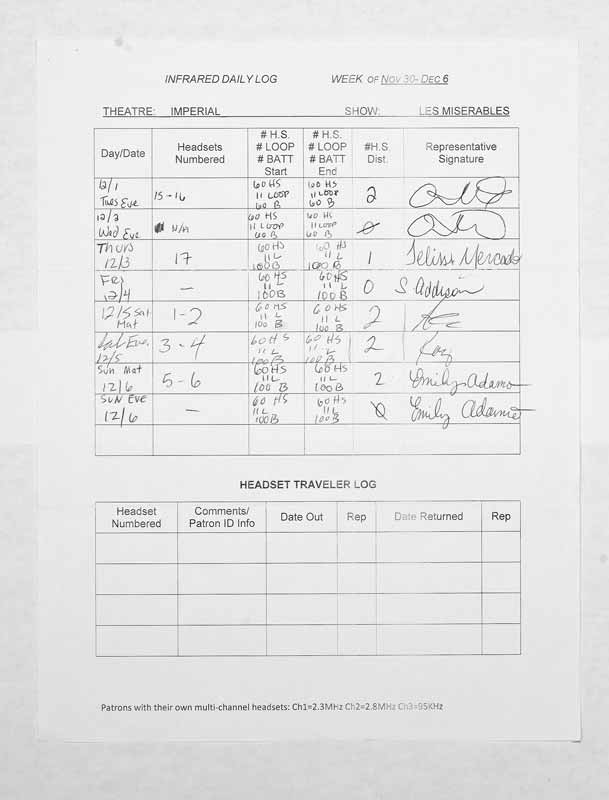 INFRARED DAILY LOG WEEK OF NOV 30- DEC 6
THEATRE: IMPERIAL SHOW: LES MISERABLES
Day/Date
Headsets
Numbered
# H.S.
# LOOP
# BATT
Start
# H.S.
# LOOP
# BATT
End
#H.S.
Dist.
Representative
Signature
12/1
Tues Eve
15-16
60 HS
11 LOOP
60 B
60 HS
11 LOOP
60 B
2
12/2
Wed Eve
N/A
60 HS
11 LOOP
60 B
60 HS
11 LOOP
60 B
0
Thurs
12/3
17
60 HS
11 L
100 B
60 HS
11 L
100 B
1
Mercado
Fri
12/4
—
60 HS
11 L
100 B
60 HS
11 L
100 B
0
S Addison
12/5 Sat.
Mat
1-2
60 HS
11 L
100 B
60 HS
11 L
100 B
2
Sat Eve.
12/5
3-4
60 HS
11 L
100 B
60 HS
11 L
100 B
2
Sun Mat
12/6
5-6
60 HS
11 L
100 B
60 HS
11 L
100 B
2
Emily Adams
Sun Eve
12/6
—
60 HS
11 L
100 B
60 HS
11 L
100 B
0
Emily Adams
HEADSET TRAVELER LOG
Headset
Numbered
Comments/
Patron ID Info
Date Out
Rep
Date Returned
Rep
Patrons with their own multi-channel headsets: Ch1=2.3MHz Ch2=2.8MHz Ch3=95KHz